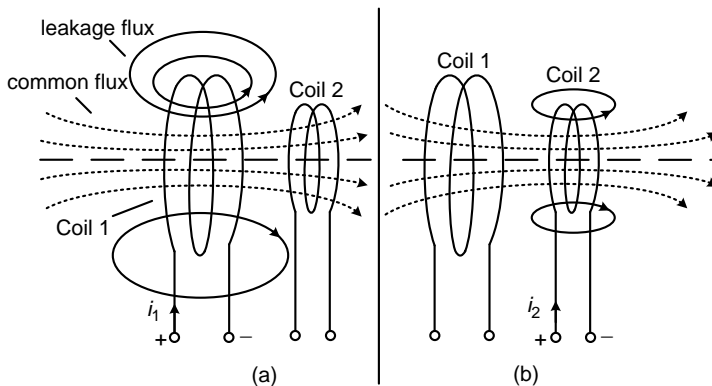 leakage flux
common flux
Coil 2
Coil 1
i₁
+ –
(a)
Coil 1
Coil 2
i₂
+ –
(b)